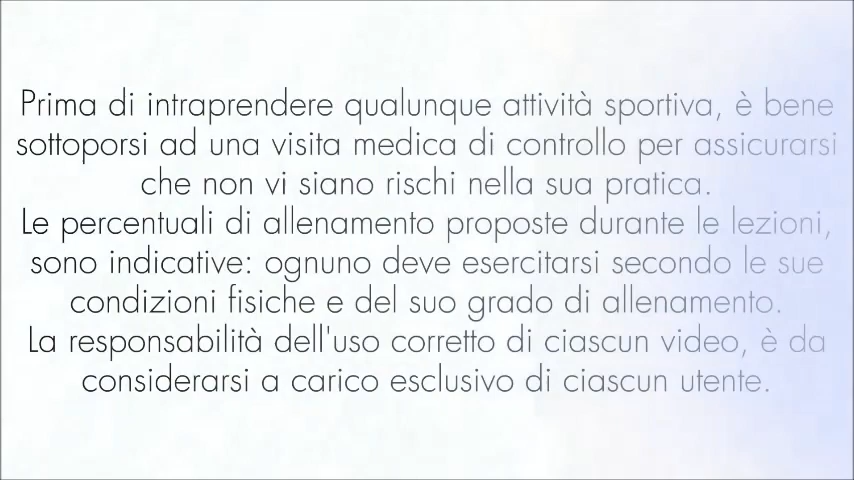 Prima di intraprendere qualunque attività sportiva, è bene
sottoporsi ad una visita medica di controllo per assicurarsi
che non vi siano rischi nella sua pratica.
Le percentuali di allenamento proposte durante le lezioni,
sono indicative: ognuno deve esercitarsi secondo le sue
condizioni fisiche e del suo grado di allenamento.
La responsabilità dell'uso corretto di ciascun video, è da
considerarsi a carico esclusivo di ciascun utente.